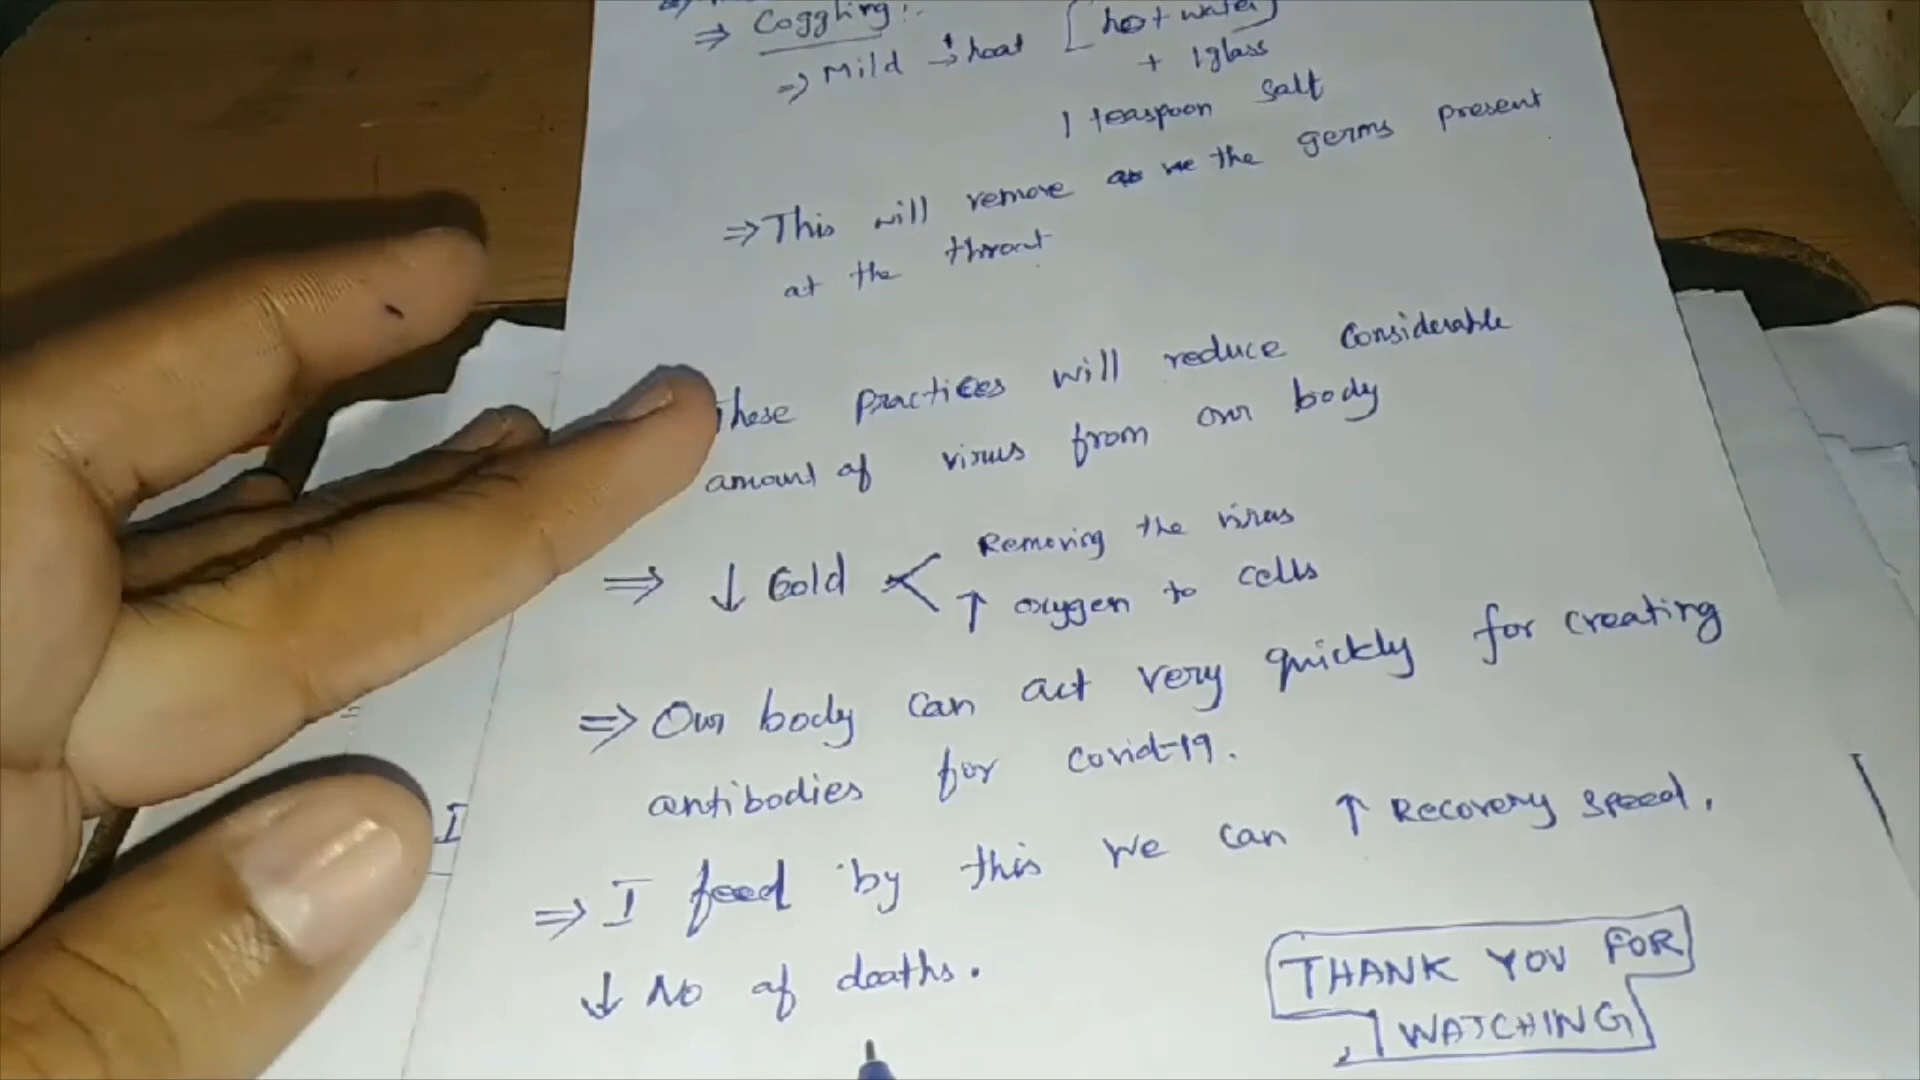 ⇒ Coggling:-
⇒ Mild → hoat [hot water]
+ 1glass
1 teaspoon salt
⇒ This will remove the germs present
at the throat
these practices will reduce considerable
amount of virus from our body
⇒ ↓ Cold < Removing the virus
↑ oxygen to cells
⇒ Our body can act very quickly for creating
antibodies for covid-19.
I
⇒ I feed by this we can ↑ Recovery speed.
↓ No of deaths.
THANK YOU FOR
WATCHING